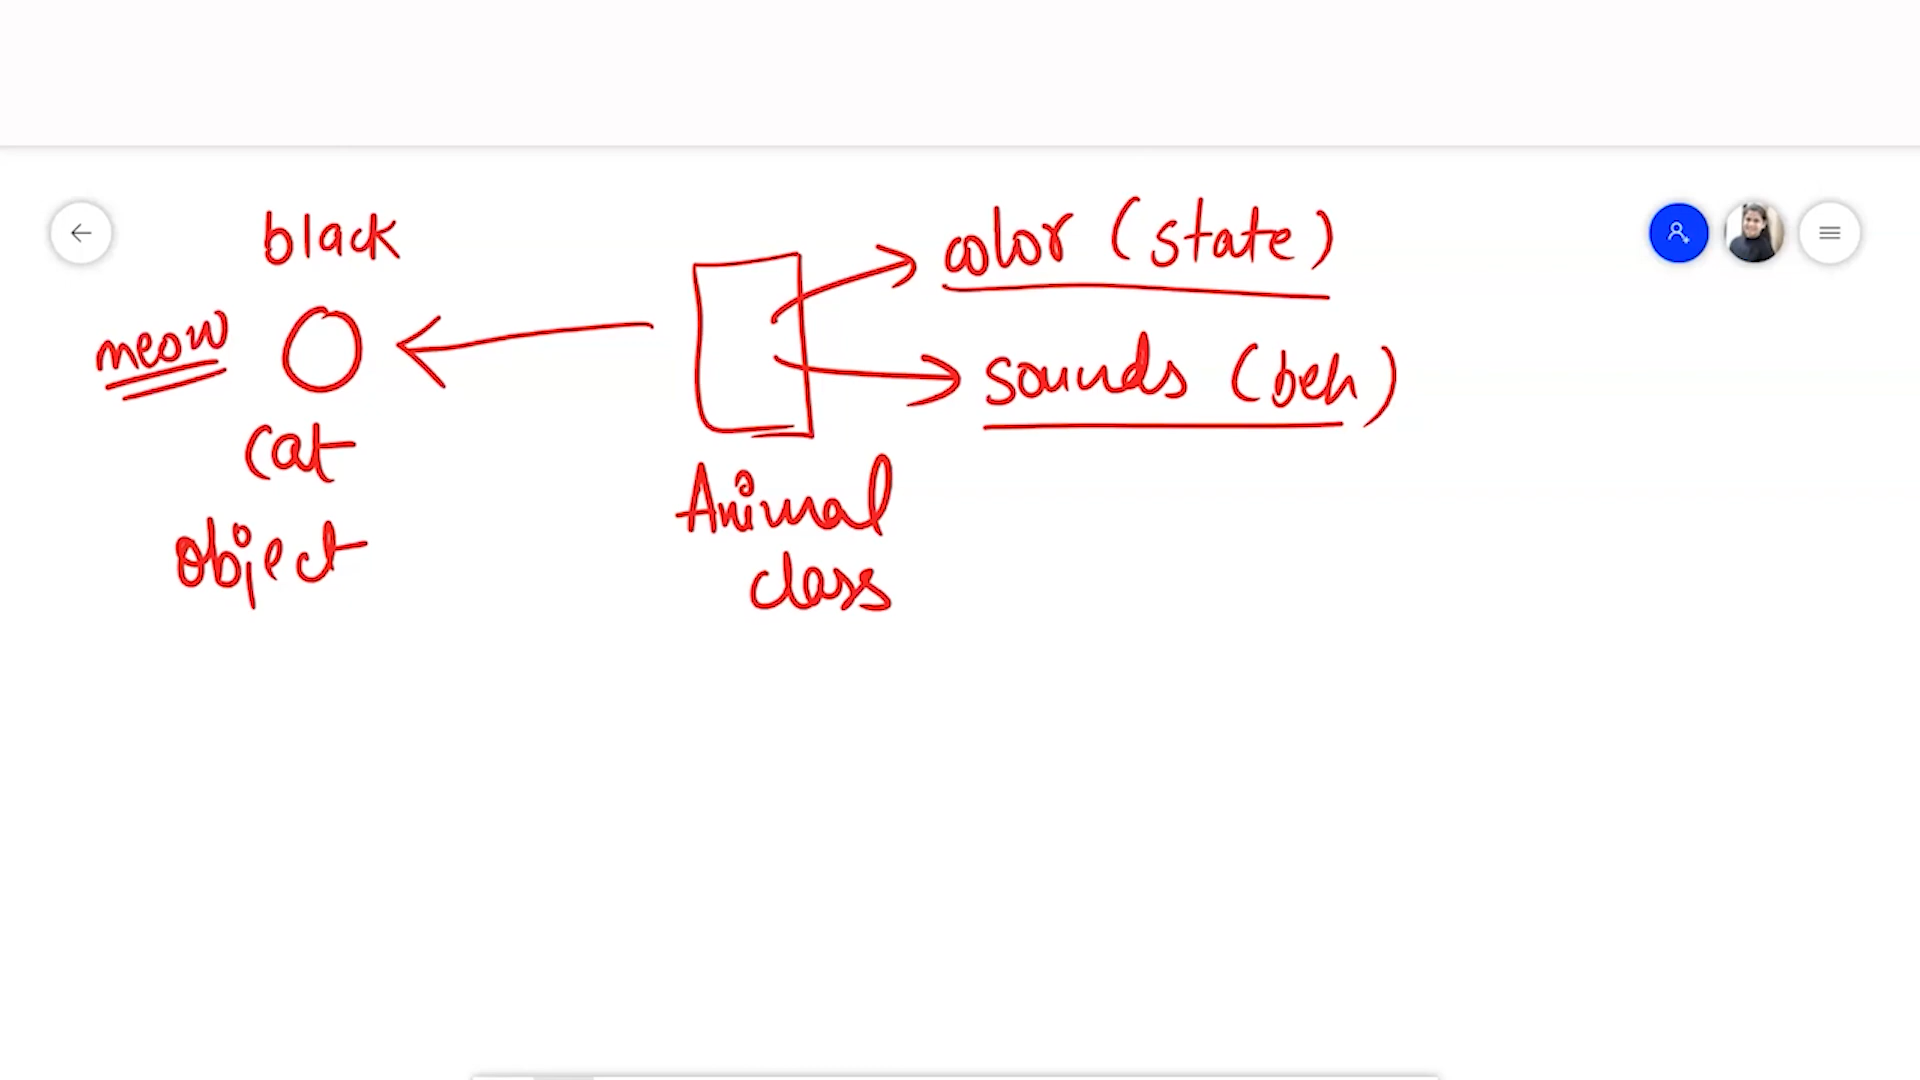 black
meow
cat
object
color (state)
sounds (beh)
Animal
class